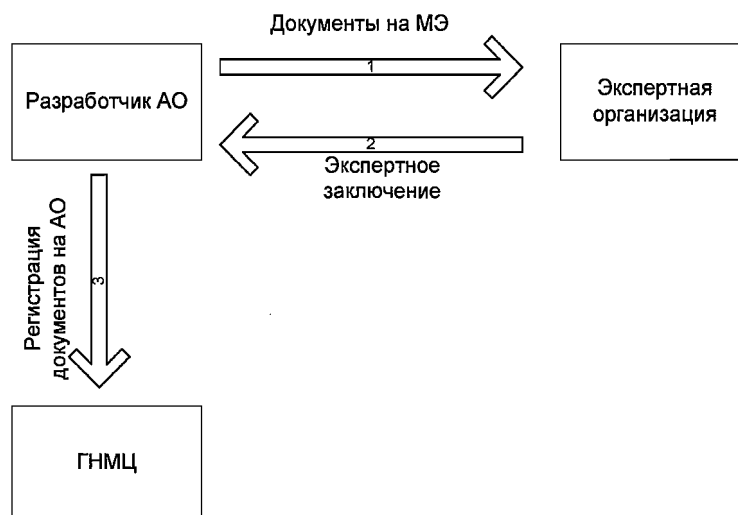 Документы на МЭ
1
Разработчик АО
Экспертная
организация
2
Экспертное
заключение
Регистрация
документов на АО
3
ГНМЦ